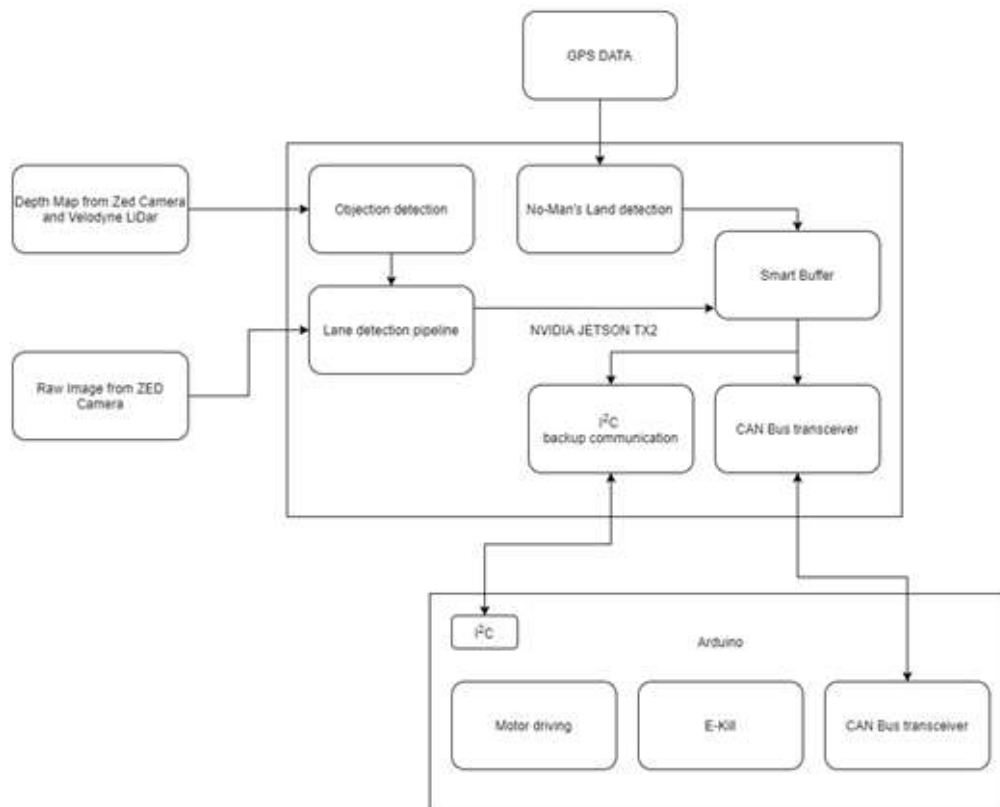 GPS DATA
Depth Map from Zed Camera
and Velodyne LiDar
Objection detection
No-Man's Land detection
Smart Buffer
Lane detection pipeline
NVIDIA JETSON TX2
Raw Image from ZED
Camera
I²C
backup communication
CAN Bus transceiver
I²C
Arduino
Motor driving
E-Kill
CAN Bus transceiver